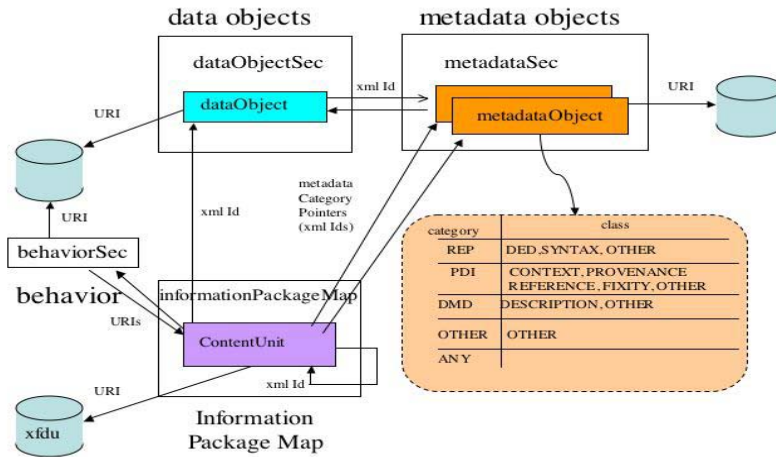 data objects
metadata objects
dataObjectSec
metadataSec
xml Id
URI
dataObject
URI
metadataObject
metadata
Category
Pointers
(xml Ids)
xml Id
URI
category
class
behaviorSec
REP
DED,SYNTAX, OTHER
PDI
CONTEXT, PROVENANCE
REFERENCE, FIXITY, OTHER
behavior
informationPackageMap
DMD
DESCRIPTION, OTHER
URIs
ContentUnit
OTHER
OTHER
ANY
xml Id
URI
xfdu
Information
Package Map